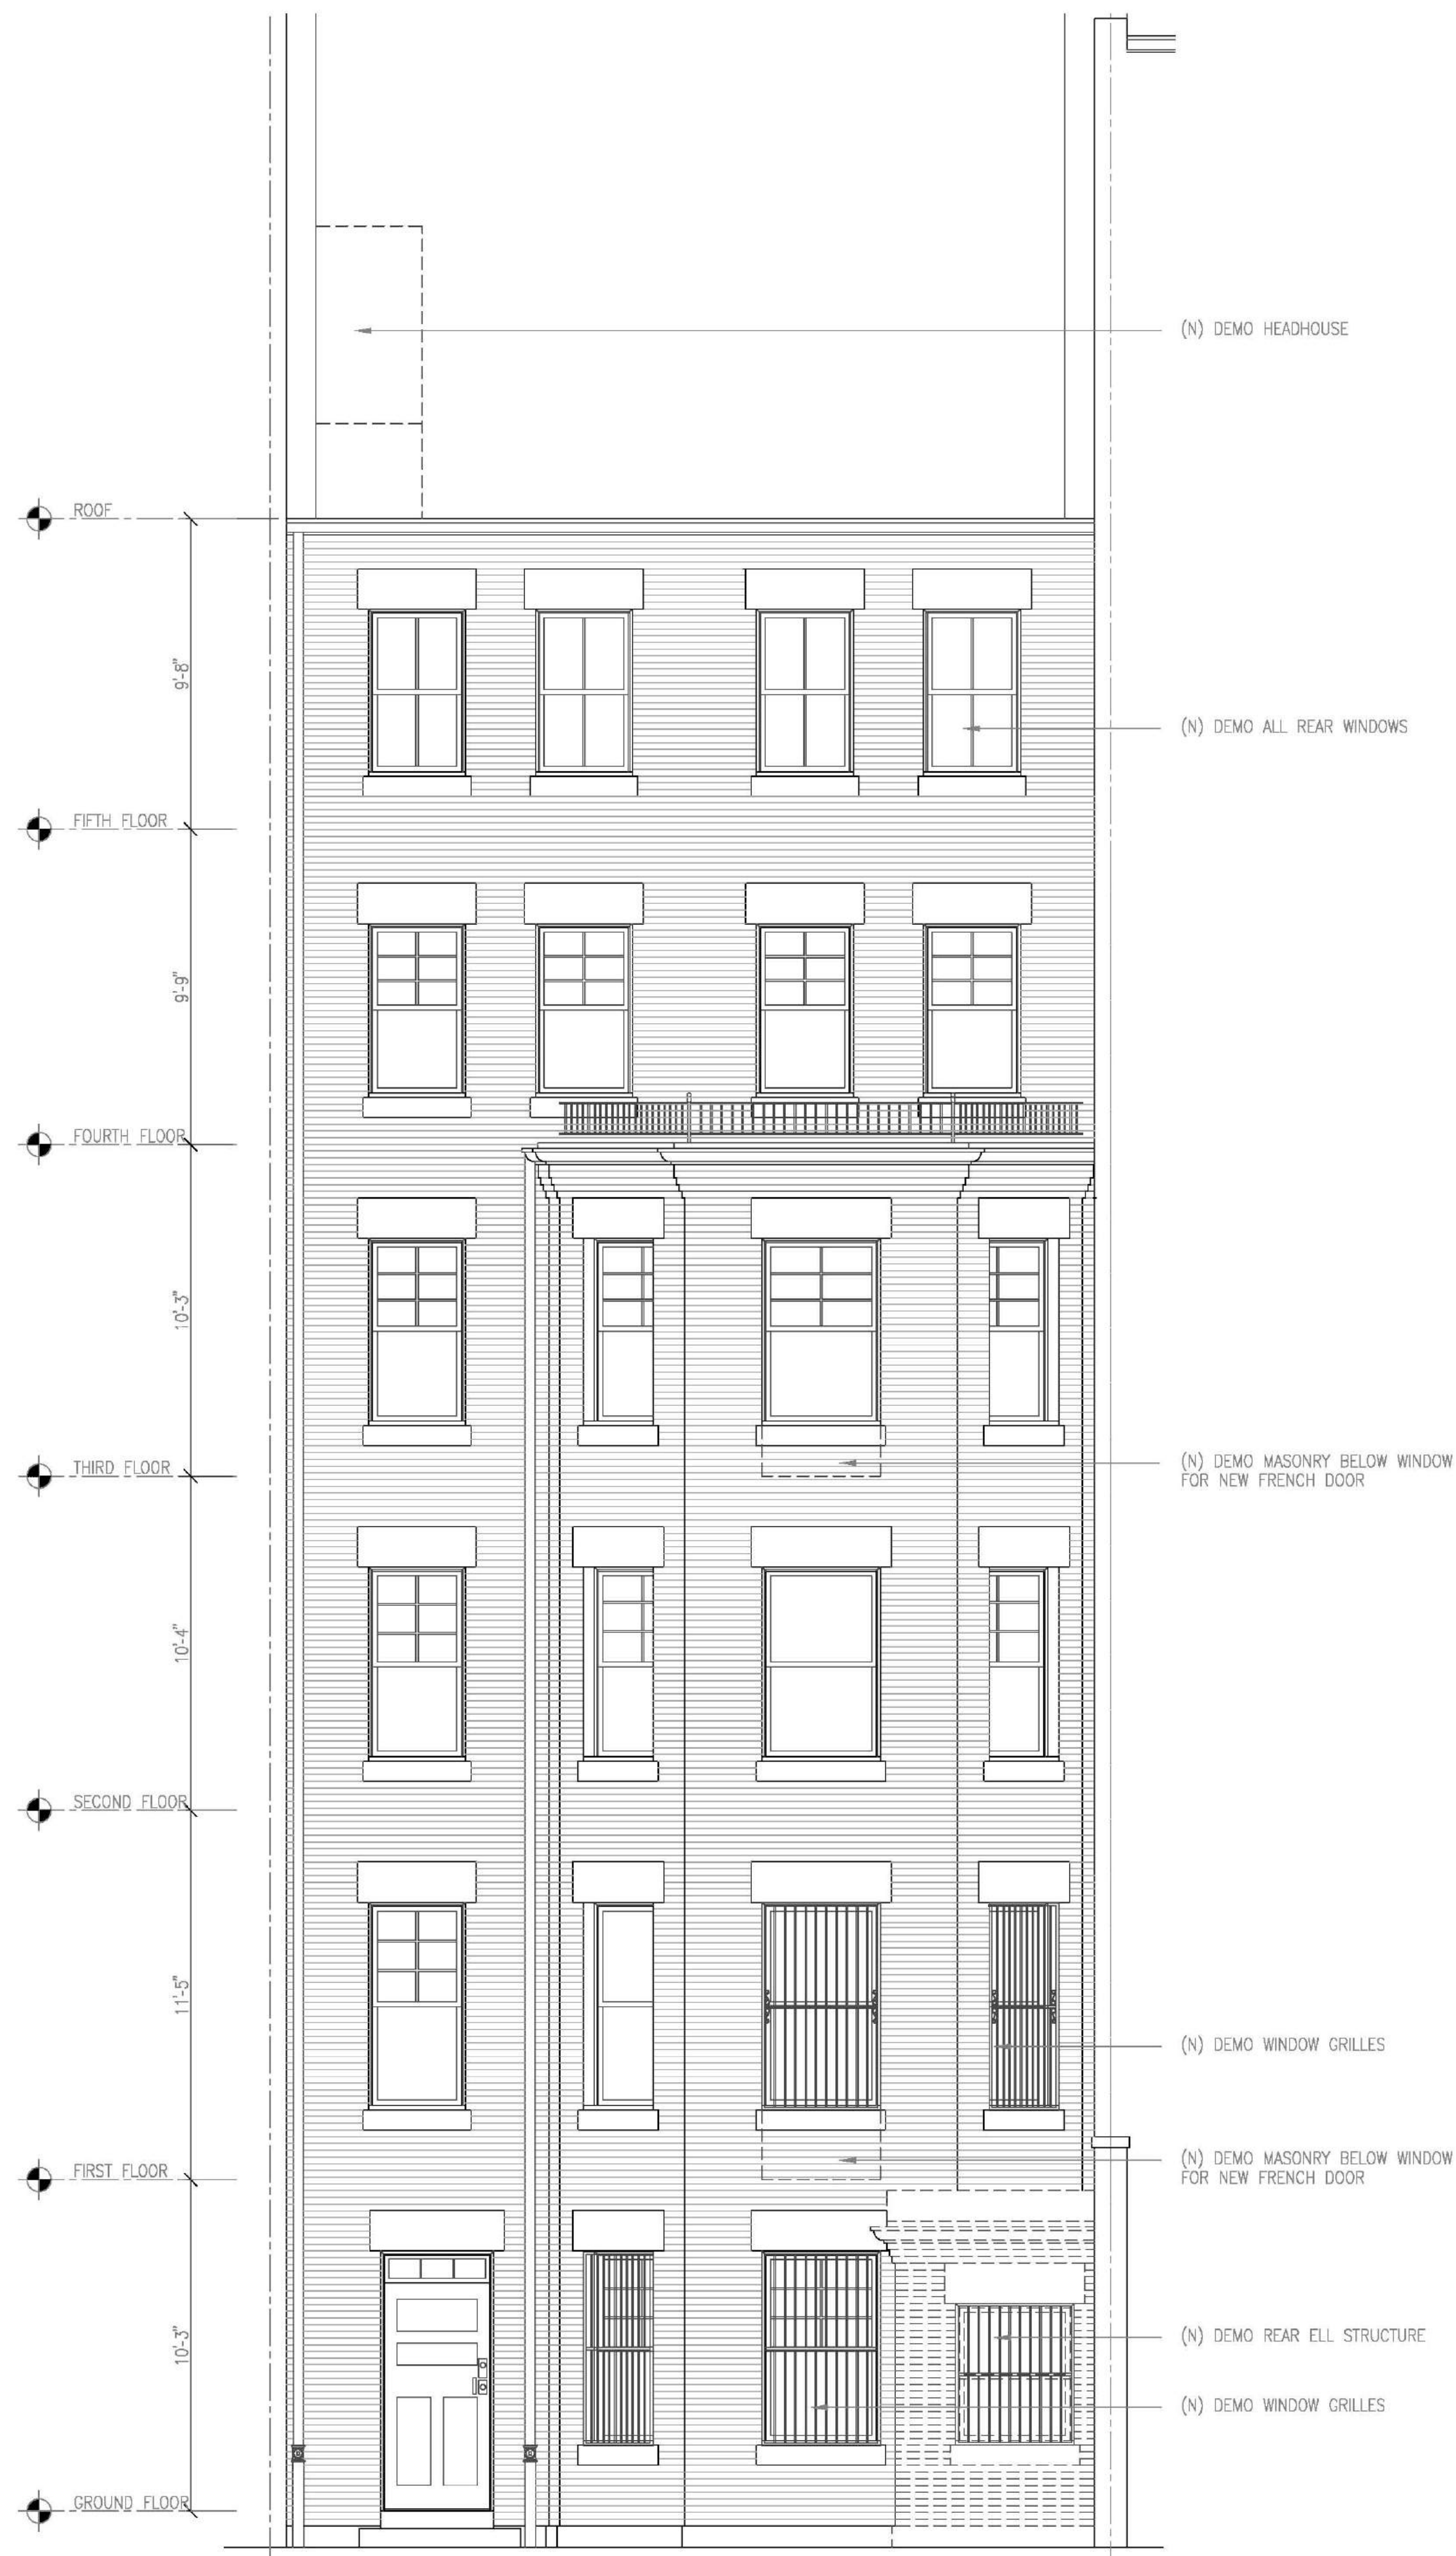 (N) DEMO HEADHOUSE
ROOF
9'-8"
(N) DEMO ALL REAR WINDOWS
FIFTH FLOOR
9'-9"
FOURTH FLOOR
10'-3"
(N) DEMO MASONRY BELOW WINDOW
FOR NEW FRENCH DOOR
THIRD FLOOR
10'-4"
SECOND FLOOR
11'-5"
(N) DEMO WINDOW GRILLES
(N) DEMO MASONRY BELOW WINDOW
FOR NEW FRENCH DOOR
FIRST FLOOR
10'-3"
(N) DEMO REAR ELL STRUCTURE
(N) DEMO WINDOW GRILLES
GROUND FLOOR